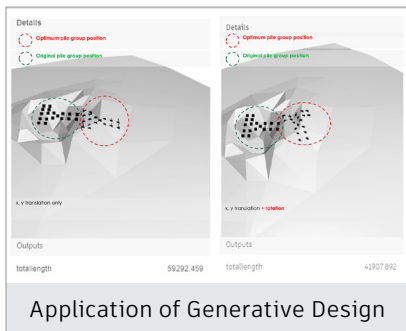 Details
Optimum pile group position
Original pile group position
x, y translation only
Outputs
totallength 59292.459
Details
Optimum pile group position
Original pile group position
x, y translation + rotation
Outputs
totallength 41907.892
Application of Generative Design